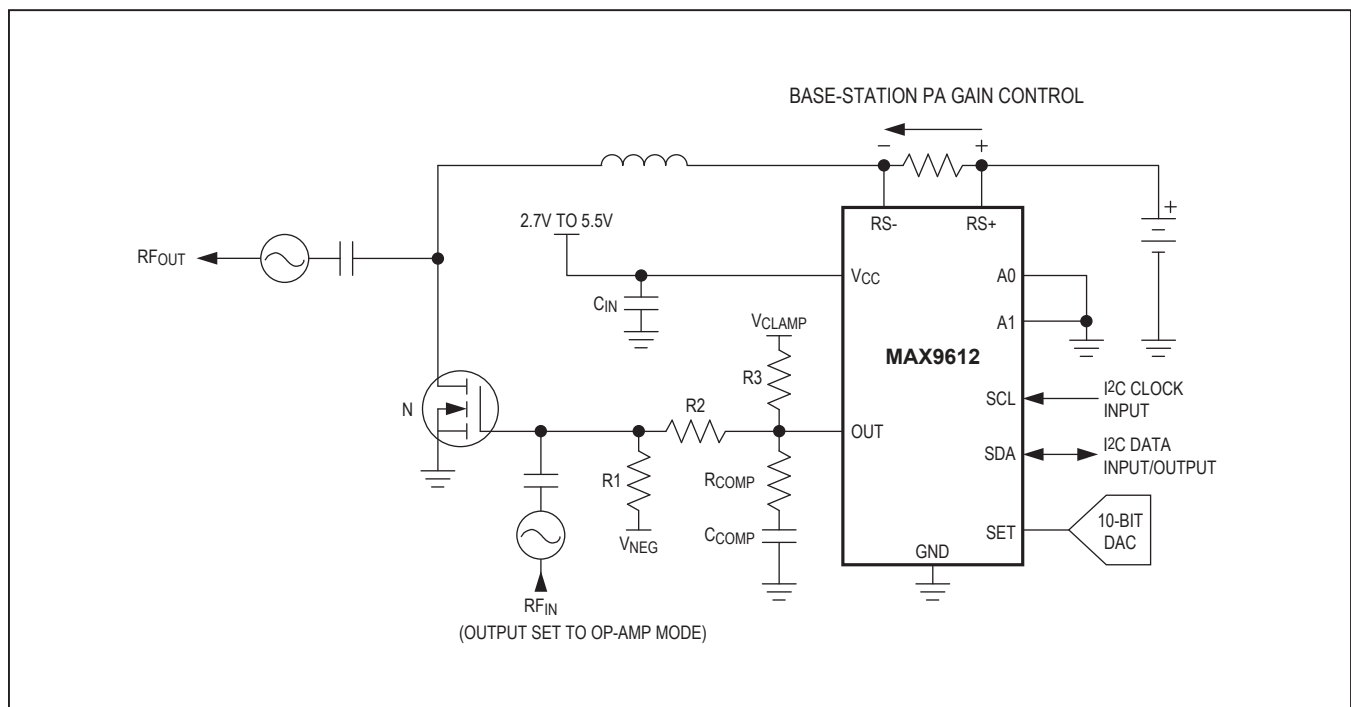 BASE-STATION PA GAIN CONTROL
− +
2.7V TO 5.5V
RS- RS+
+
RFOUT
VCC
A0
CIN
A1
VCLAMP
MAX9612
R3
SCL
I2C CLOCK
INPUT
N
R2
OUT
SDA
I2C DATA
INPUT/OUTPUT
R1
RCOMP
VNEG
CCOMP
SET
10-BIT
DAC
GND
RFIN
(OUTPUT SET TO OP-AMP MODE)